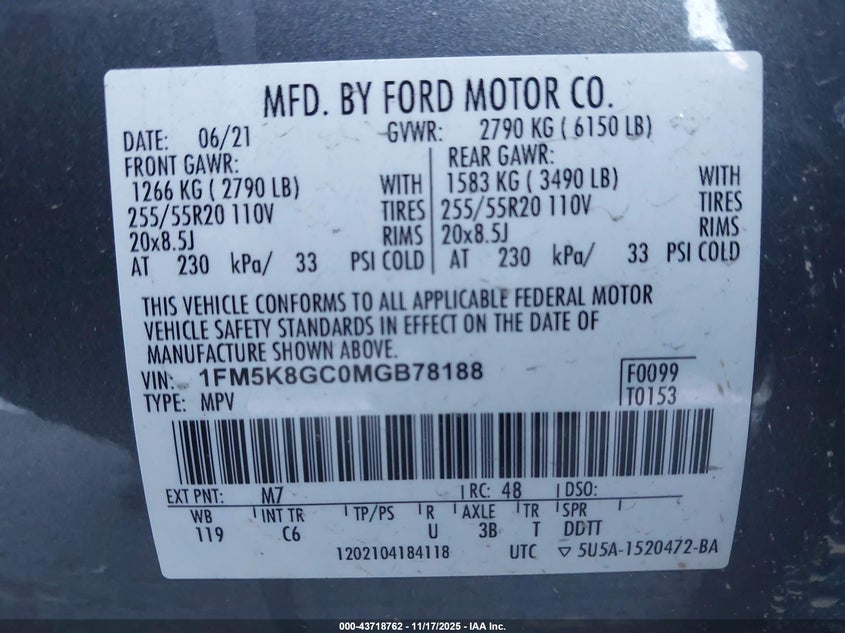 MFD. BY FORD MOTOR CO.
DATE: 06/21 GVWR: 2790 KG ( 6150 LB)
FRONT GAWR: REAR GAWR:
1266 KG ( 2790 LB) WITH 1583 KG ( 3490 LB) WITH
255/55R20 110V TIRES 255/55R20 110V TIRES
20x8.5J RIMS 20x8.5J RIMS
AT 230 kPa/ 33 PSI COLD AT 230 kPa/ 33 PSI COLD
THIS VEHICLE CONFORMS TO ALL APPLICABLE FEDERAL MOTOR
VEHICLE SAFETY STANDARDS IN EFFECT ON THE DATE OF
MANUFACTURE SHOWN ABOVE.
VIN: 1FM5K8GC0MGB78188 F0099
TYPE: MPV T0153
EXT PNT: M7 RC: 48 DSO:
WB INT TR TP/PS R AXLE TR SPR
119 C6 U 3B T DDTT
1202104184118 UTC ▽ 5U5A-1520472-BA
000-43718762 - 11/17/2025 - IAA Inc.